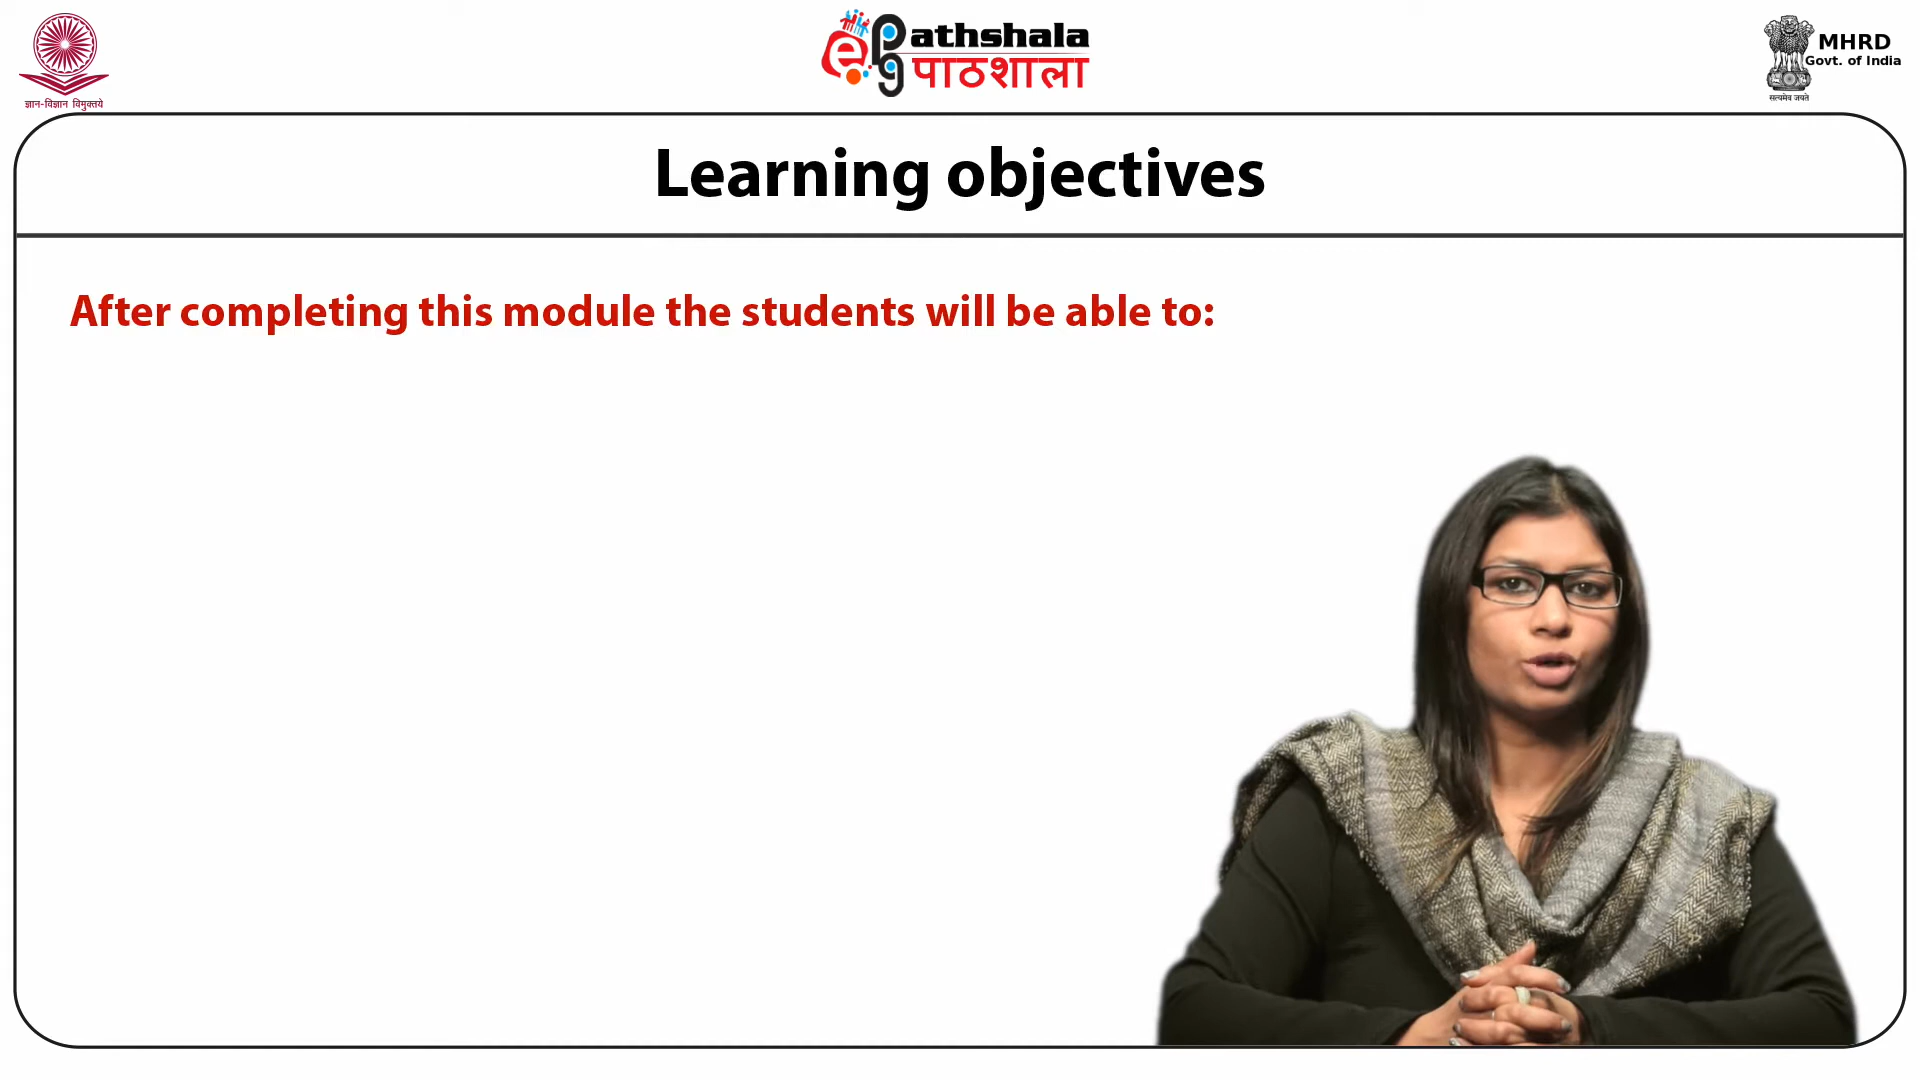 ज्ञान-विज्ञान विमुक्तये
ePathshala
पाठशाला
MHRD
Govt. of India
सत्यमेव जयते
Learning objectives
After completing this module the students will be able to: